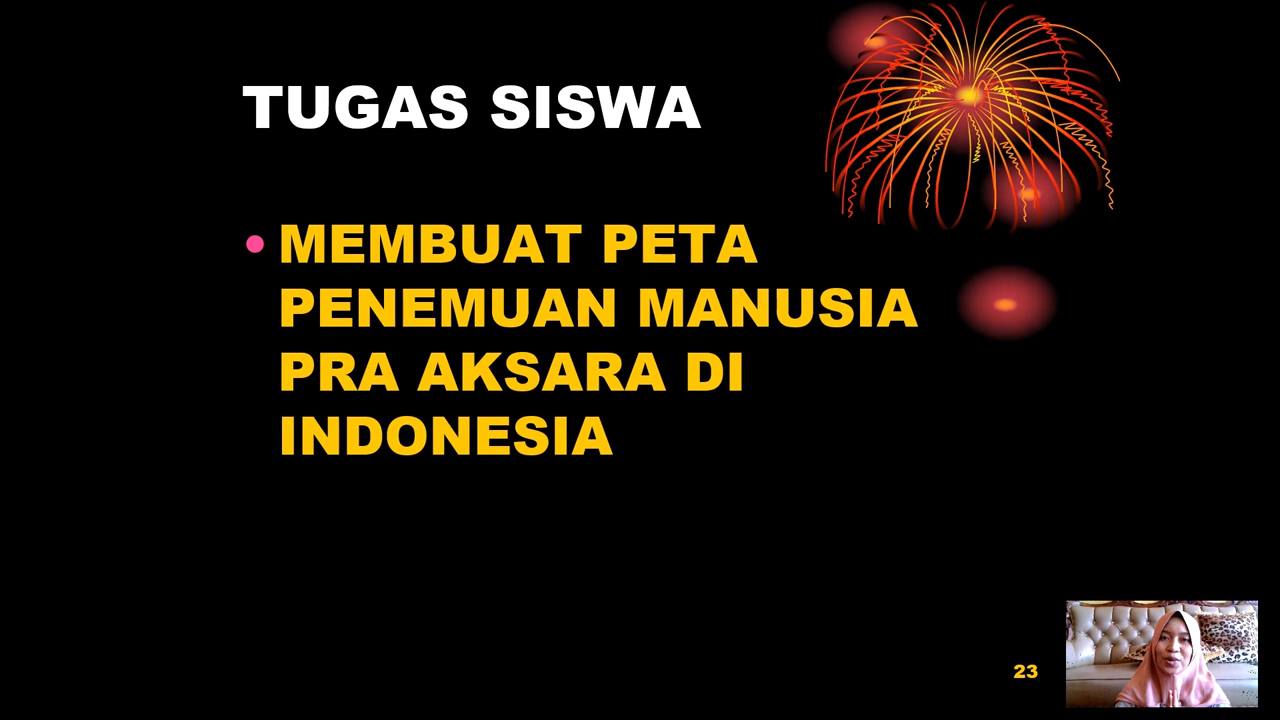 TUGAS SISWA
• MEMBUAT PETA
PENEMUAN MANUSIA
PRA AKSARA DI
INDONESIA
23